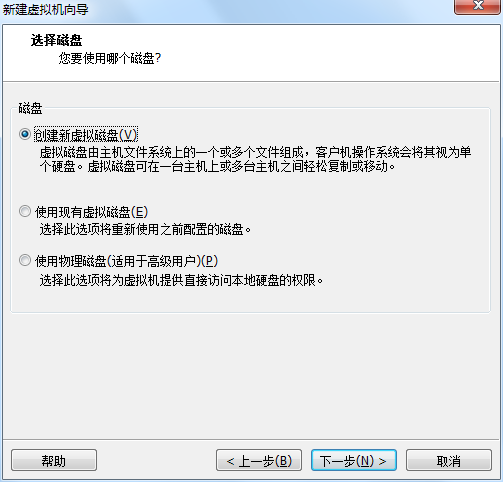 新建虚拟机向导
选择磁盘
您要使用哪个磁盘?
磁盘
创建新虚拟磁盘(V)
虚拟磁盘由主机文件系统上的一个或多个文件组成，客户机操作系统会将其视为单
个硬盘。虚拟磁盘可在一台主机上或多台主机之间轻松复制或移动。
使用现有虚拟磁盘(E)
选择此选项将重新使用之前配置的磁盘。
使用物理磁盘(适用于高级用户)(P)
选择此选项将为虚拟机提供直接访问本地硬盘的权限。
帮助
< 上一步(B)
下一步(N) >
取消